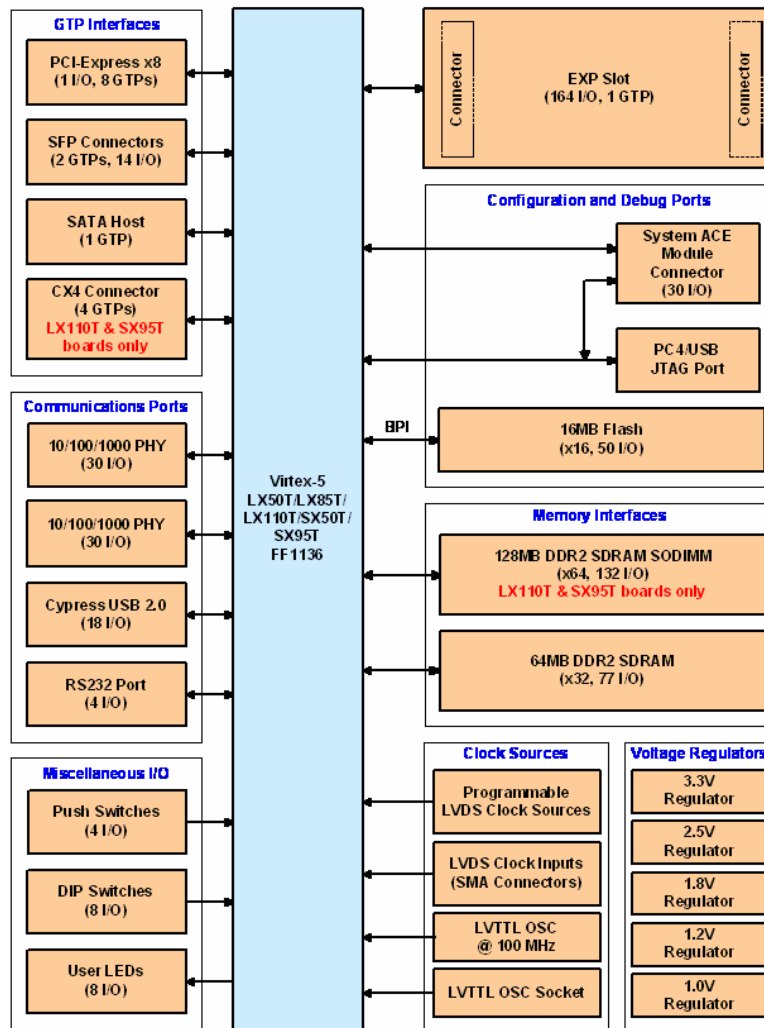 GTP Interfaces
PCI-Express x8
(1 I/O, 8 GTPs)
SFP Connectors
(2 GTPs, 14 I/O)
SATA Host
(1 GTP)
CX4 Connector
(4 GTPs)
LX110T & SX95T
boards only
Communications Ports
10/100/1000 PHY
(30 I/O)
10/100/1000 PHY
(30 I/O)
Cypress USB 2.0
(18 I/O)
RS232 Port
(4 I/O)
Miscellaneous I/O
Push Switches
(4 I/O)
DIP Switches
(8 I/O)
User LEDs
(8 I/O)
Virtex-5
LX50T/LX85T/
LX110T/SX50T/
SX95T
FF1136
Connector
EXP Slot
(164 I/O, 1 GTP)
Connector
Configuration and Debug Ports
System ACE
Module
Connector
(30 I/O)
PC4/USB
JTAG Port
BPI
16MB Flash
(x16, 50 I/O)
Memory Interfaces
128MB DDR2 SDRAM SODIMM
(x64, 132 I/O)
LX110T & SX95T boards only
64MB DDR2 SDRAM
(x32, 77 I/O)
Clock Sources
Programmable
LVDS Clock Sources
LVDS Clock Inputs
(SMA Connectors)
LVTTL OSC
@ 100 MHz
LVTTL OSC Socket
Voltage Regulators
3.3V
Regulator
2.5V
Regulator
1.8V
Regulator
1.2V
Regulator
1.0V
Regulator